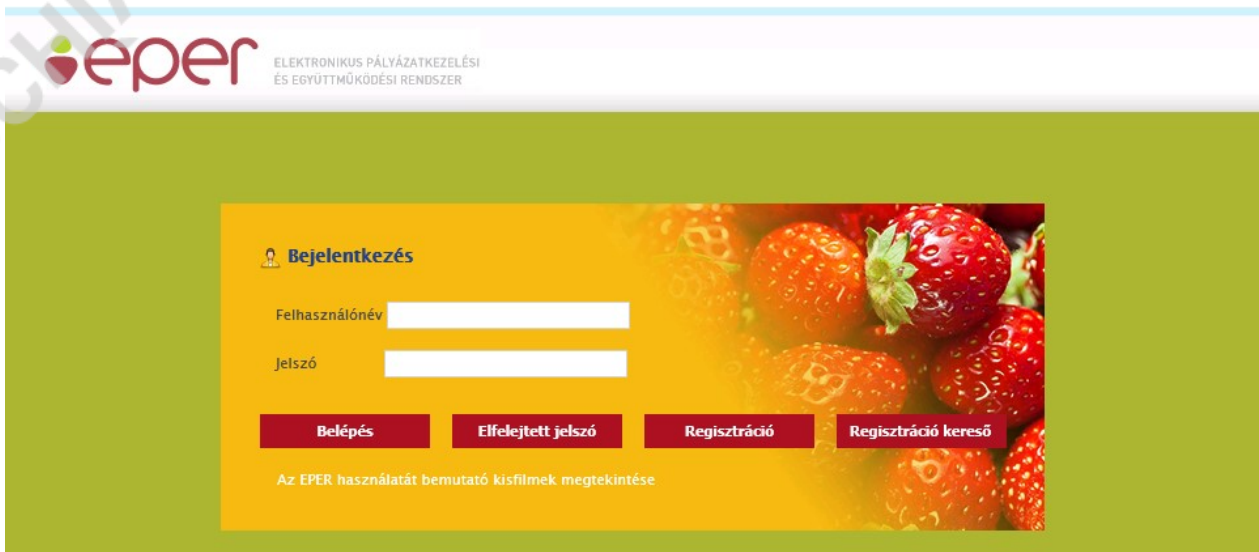 eper
ELEKTRONIKUS PÁLYÁZATKEZELÉSI
ÉS EGYÜTTMŰKÖDÉSI RENDSZER
Bejelentkezés
Felhasználónév
Jelszó
Belépés
Elfelejtett jelszó
Regisztráció
Regisztráció kereső
Az EPER használatát bemutató kisfilmek megtekintése